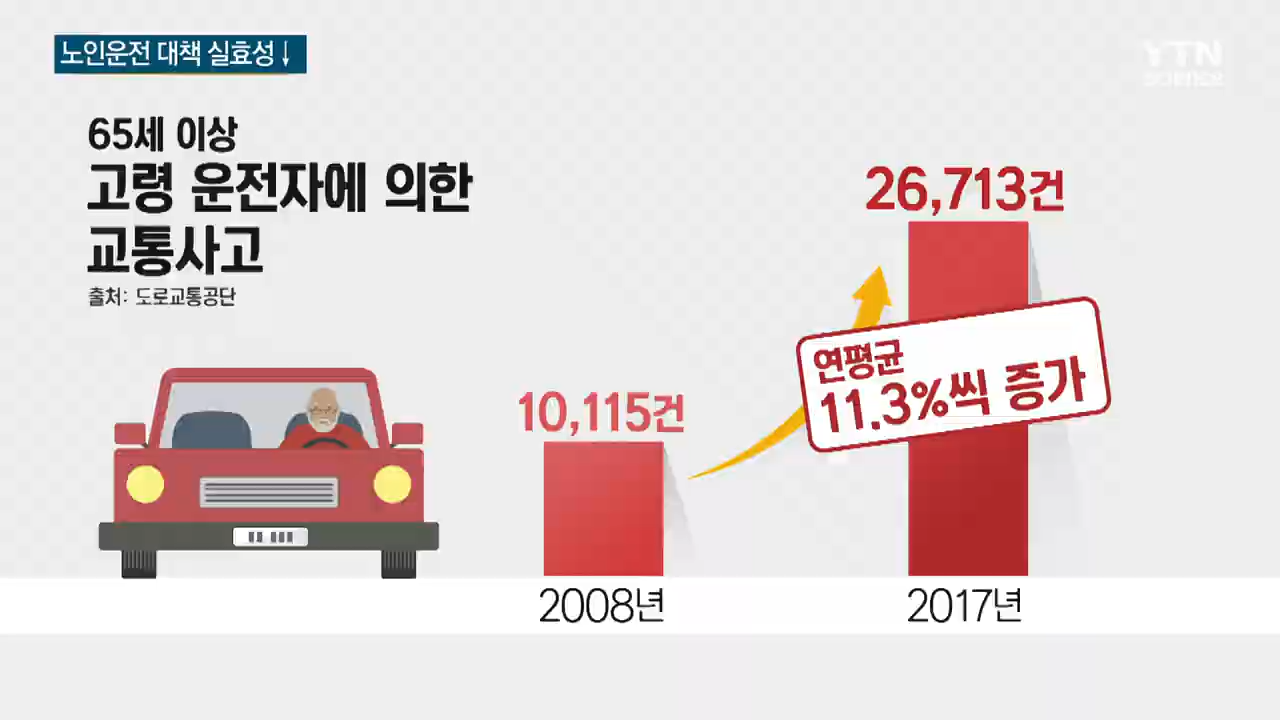 노인운전 대책 실효성↓
YTN
SCIENCE
65세 이상
고령 운전자에 의한
교통사고
출처: 도로교통공단
26,713건
연평균
11.3%씩 증가
10,115건
2008년
2017년